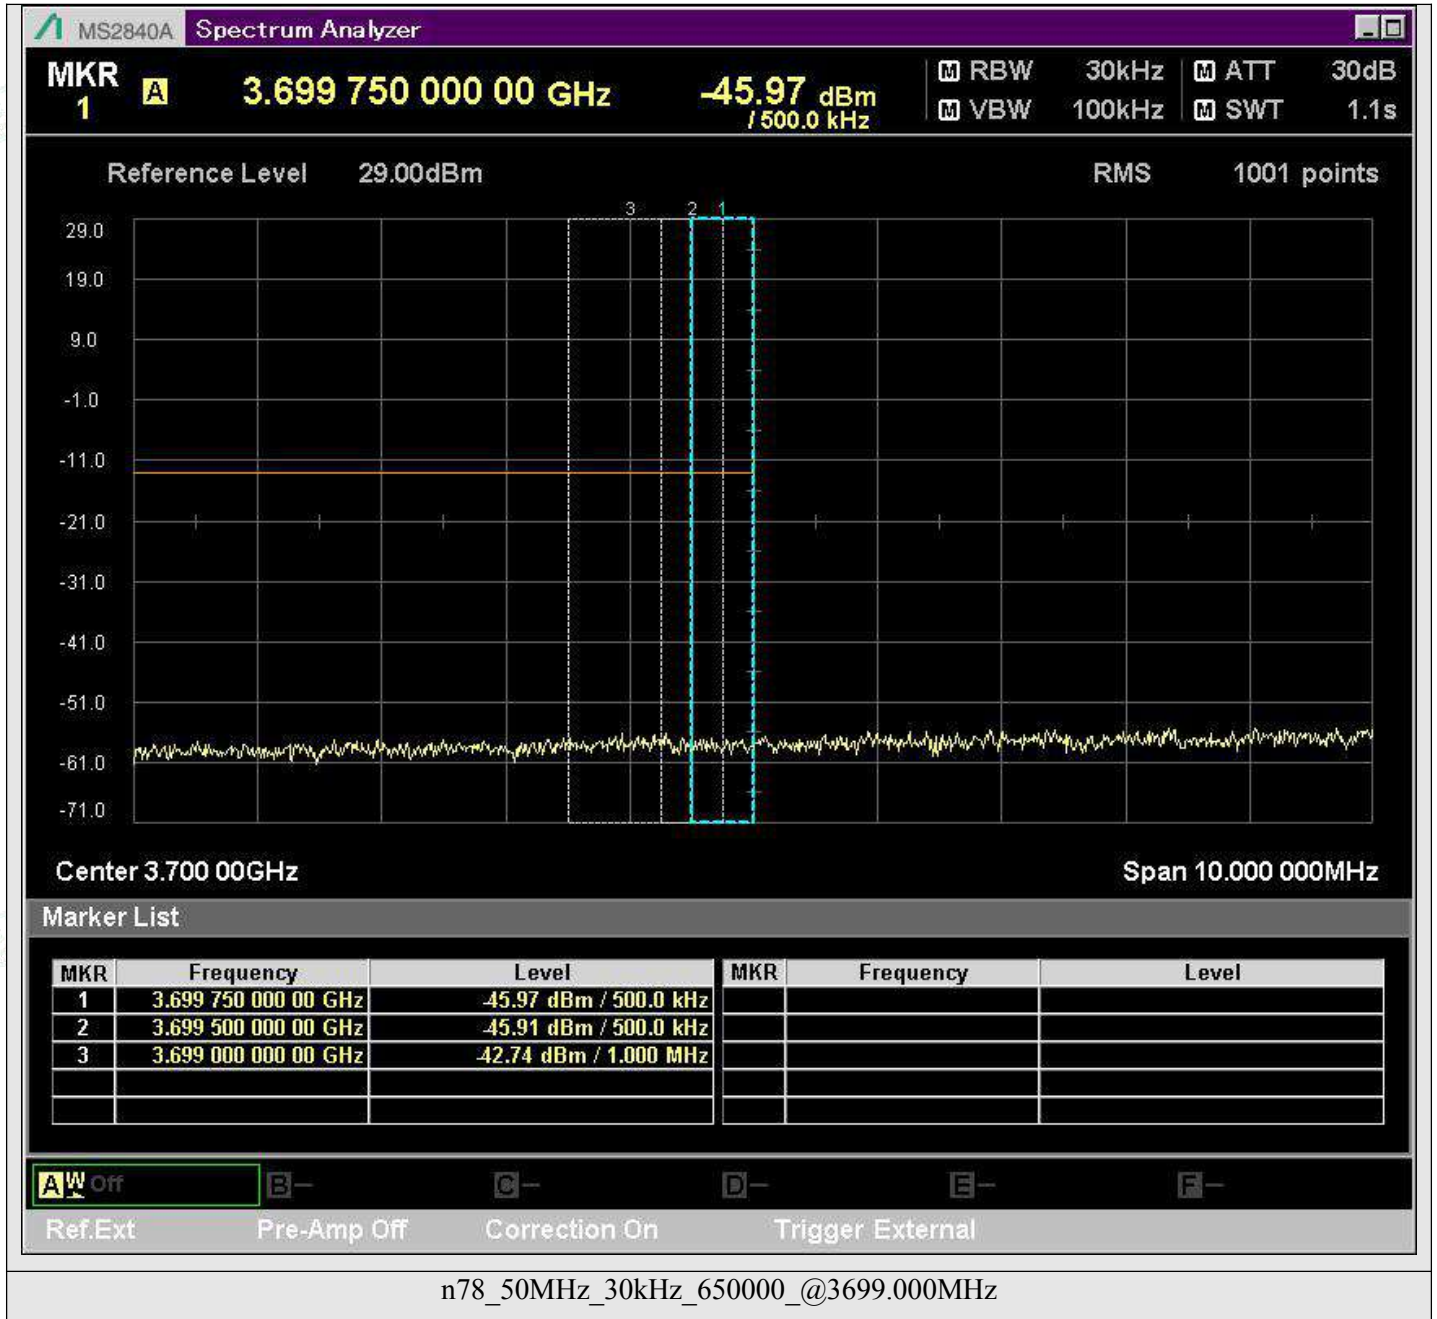 MS2840A Spectrum Analyzer
MKR 1 A 3.699 750 000 00 GHz -45.97 dBm / 500.0 kHz
M RBW 30kHz M ATT 30dB
M VBW 100kHz M SWT 1.1s
Reference Level 29.00dBm RMS 1001 points
3 2 1
29.0
19.0
9.0
-1.0
-11.0
-21.0
-31.0
-41.0
-51.0
-61.0
-71.0
Center 3.700 00GHz Span 10.000 000MHz
Marker List
MKR Frequency Level MKR Frequency Level
1 3.699 750 000 00 GHz -45.97 dBm / 500.0 kHz
2 3.699 500 000 00 GHz -45.91 dBm / 500.0 kHz
3 3.699 000 000 00 GHz -42.74 dBm / 1.000 MHz
A W Off B - C - D - E - F -
Ref.Ext Pre-Amp Off Correction On Trigger External
n78_50MHz_30kHz_650000_@3699.000MHz